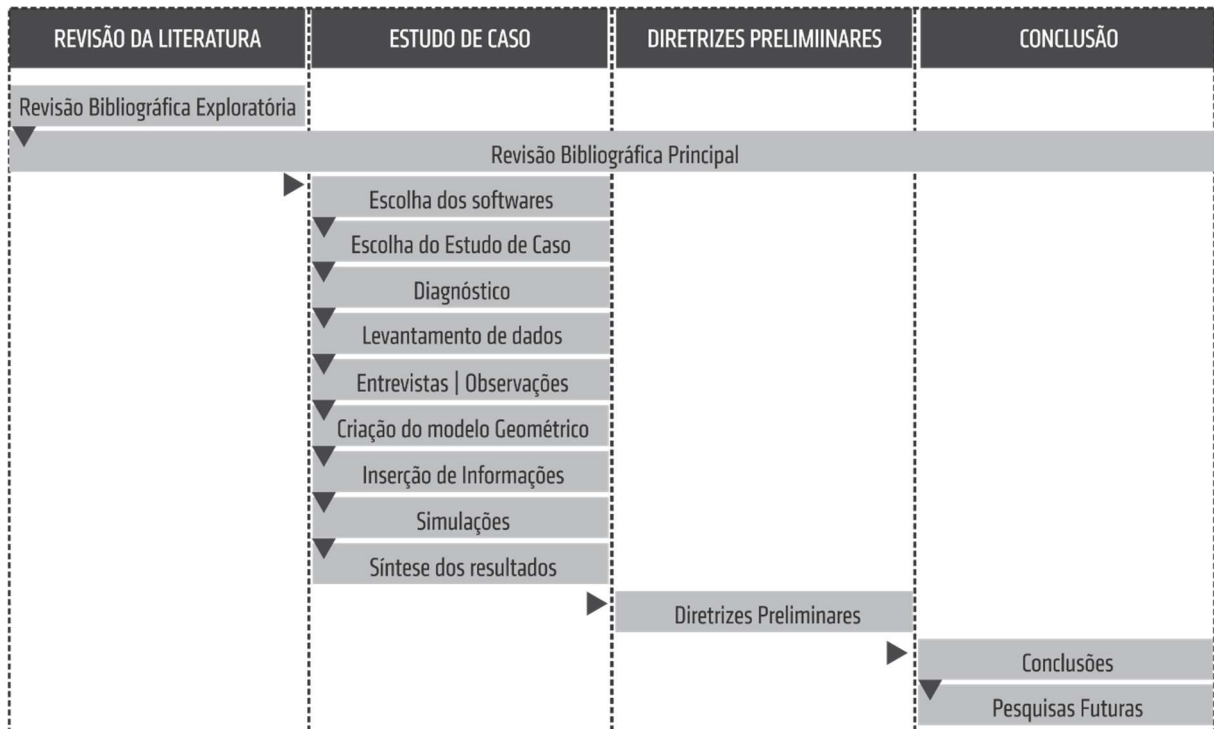 REVISÃO DA LITERATURA
ESTUDO DE CASO
DIRETRIZES PRELIMIINARES
CONCLUSÃO
Revisão Bibliográfica Exploratória
Revisão Bibliográfica Principal
Escolha dos softwares
Escolha do Estudo de Caso
Diagnóstico
Levantamento de dados
Entrevistas | Observações
Criação do modelo Geométrico
Inserção de Informações
Simulações
Síntese dos resultados
Diretrizes Preliminares
Conclusões
Pesquisas Futuras